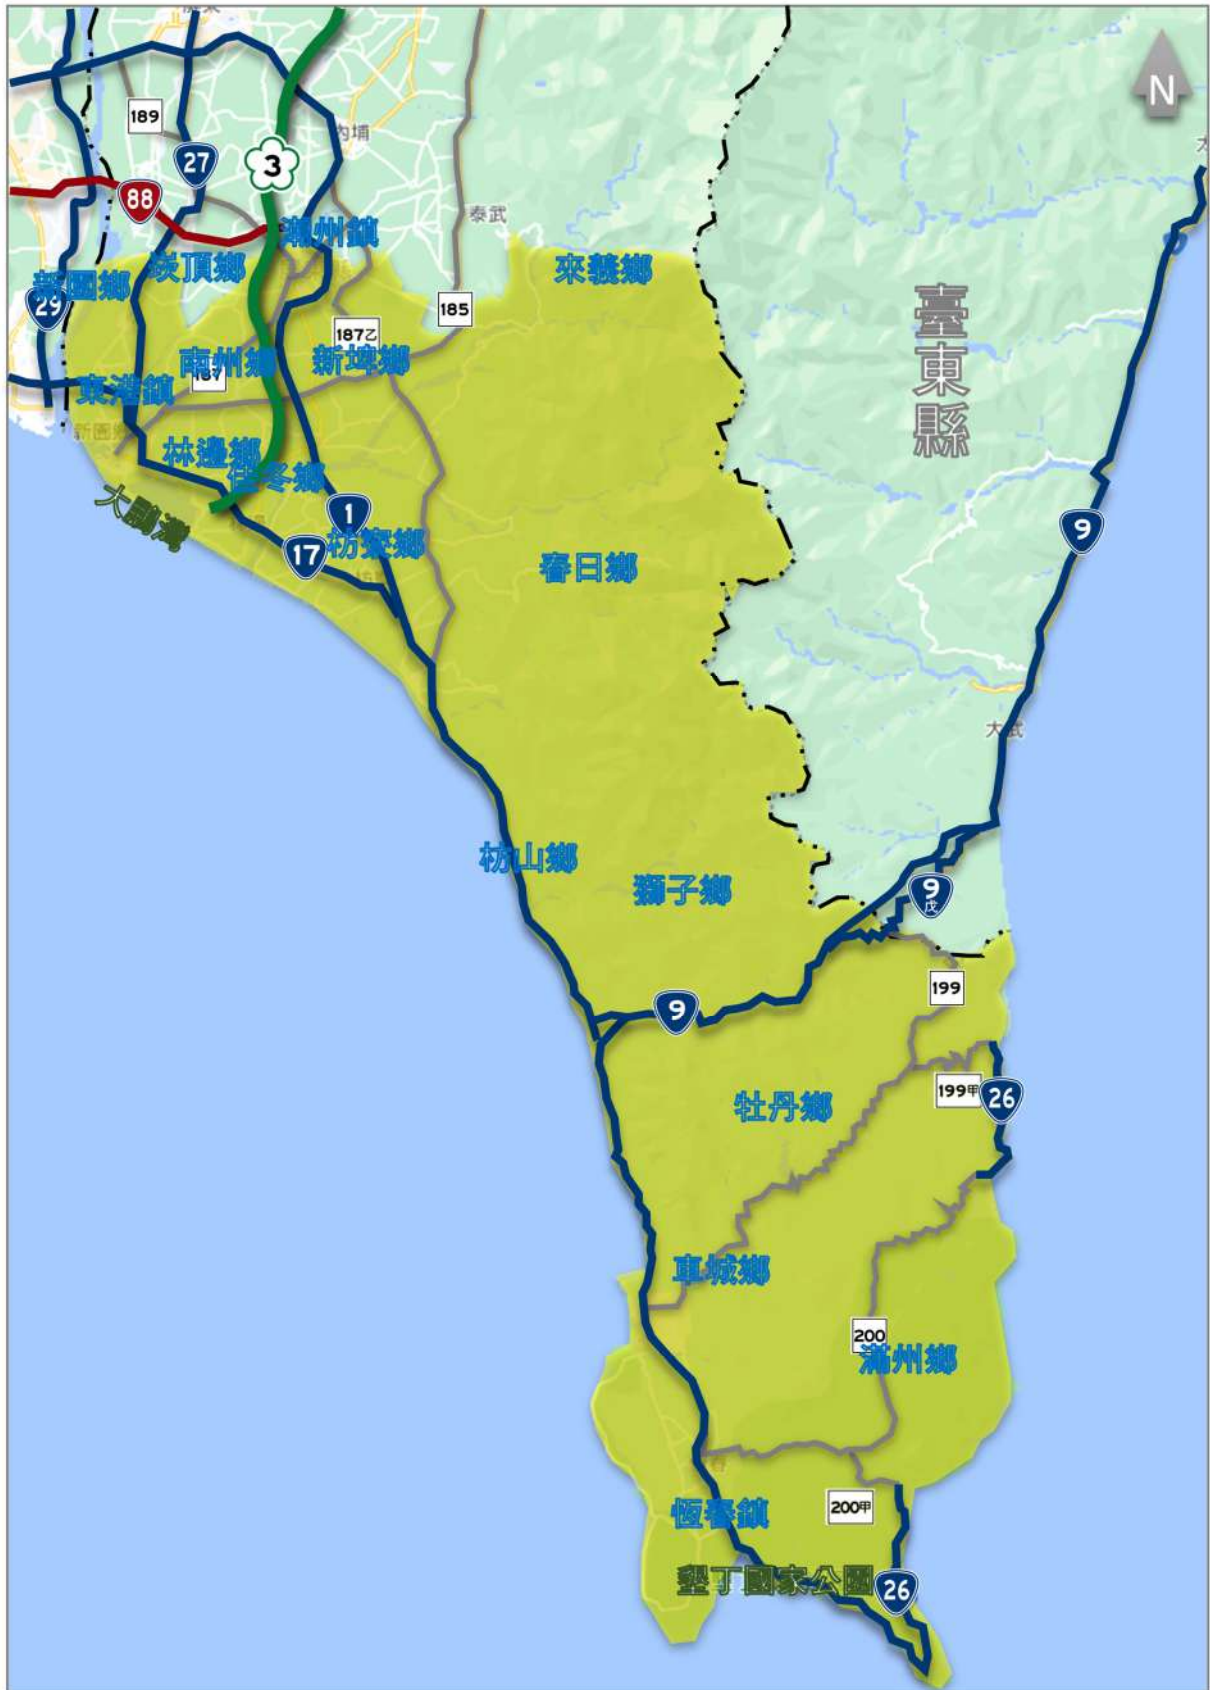 N
189
27
3
內埔
88
泰武
潮州鎮
崁頂鄉
來義鄉
新園鄉
29
185
187乙
臺東縣
南州鄉
新埤鄉
187
東港鎮
新園鄉
林邊鄉
佳冬鄉
大鵬灣
1
17
枋寮鄉
春日鄉
9
大武
枋山鄉
獅子鄉
9戊
199
9
199甲
26
牡丹鄉
車城鄉
200
滿州鄉
春
200甲
恆春鎮
墾丁國家公園
26